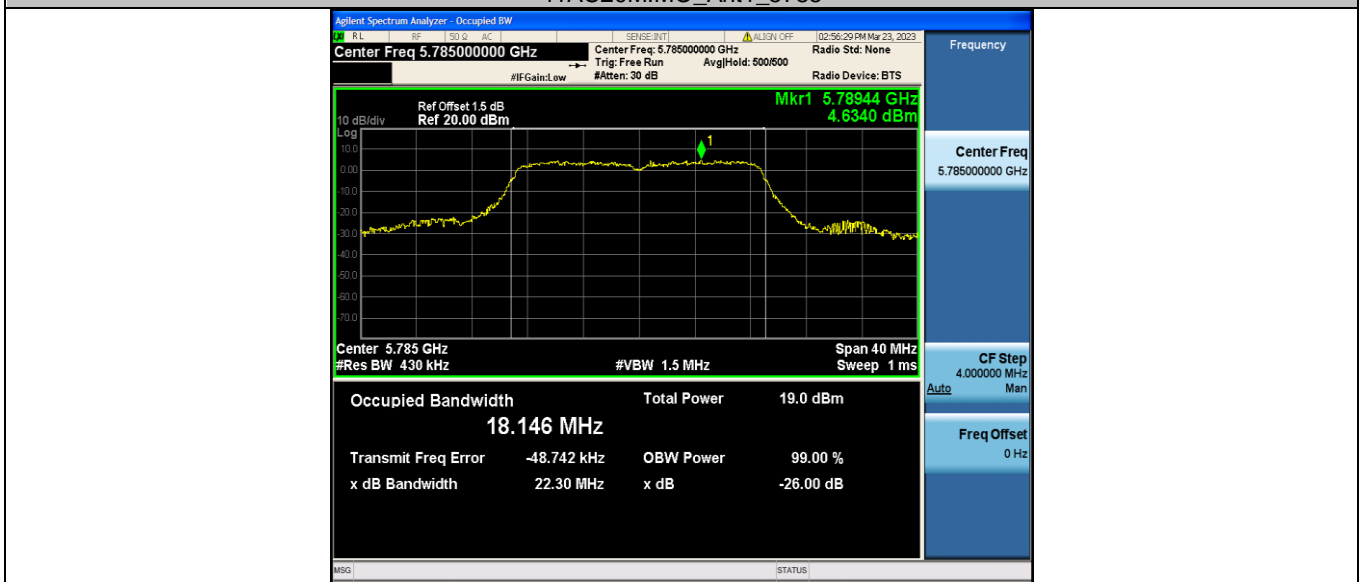 Agilent Spectrum Analyzer - Occupied BW
RL RF 50 Ω AC SENSE:INT ALIGN OFF 02:56:29 PM Mar 23, 2023
Center Freq 5.785000000 GHz
Center Freq: 5.785000000 GHz
Radio Std: None
Trig: Free Run Avg|Hold: 500/500
#IFGain:Low #Atten: 30 dB Radio Device: BTS
Frequency
Mkr1 5.78944 GHz
4.6340 dBm
Ref Offset 1.5 dB
10 dB/div Ref 20.00 dBm
Log
10.0
0.00
-10.0
-20.0
-30.0
-40.0
-50.0
-60.0
-70.0
1
Center 5.785 GHz Span 40 MHz
#Res BW 430 kHz #VBW 1.5 MHz Sweep 1 ms
Center Freq
5.785000000 GHz
CF Step
4.000000 MHz
Auto Man
Freq Offset
0 Hz
Occupied Bandwidth Total Power 19.0 dBm
18.146 MHz
Transmit Freq Error -48.742 kHz OBW Power 99.00 %
x dB Bandwidth 22.30 MHz x dB -26.00 dB
MSG STATUS